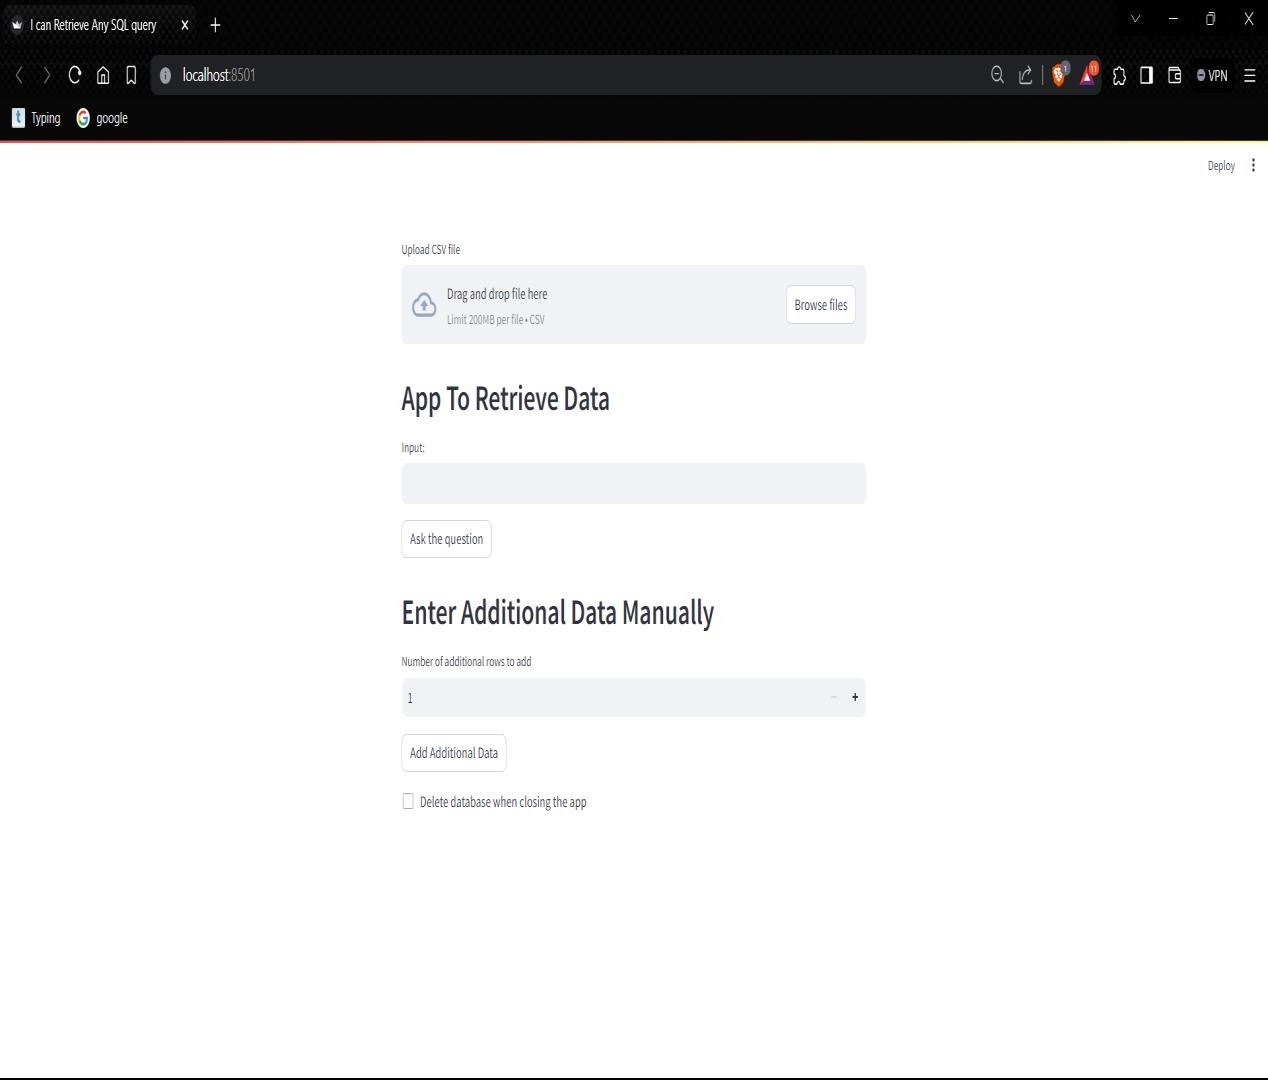 I can Retrieve Any SQL query
localhost:8501
1
11
VPN
Typing
google
Deploy
Upload CSV file
Drag and drop file here
Limit 200MB per file • CSV
Browse files
App To Retrieve Data
Input:
Ask the question
Enter Additional Data Manually
Number of additional rows to add
1
Add Additional Data
Delete database when closing the app